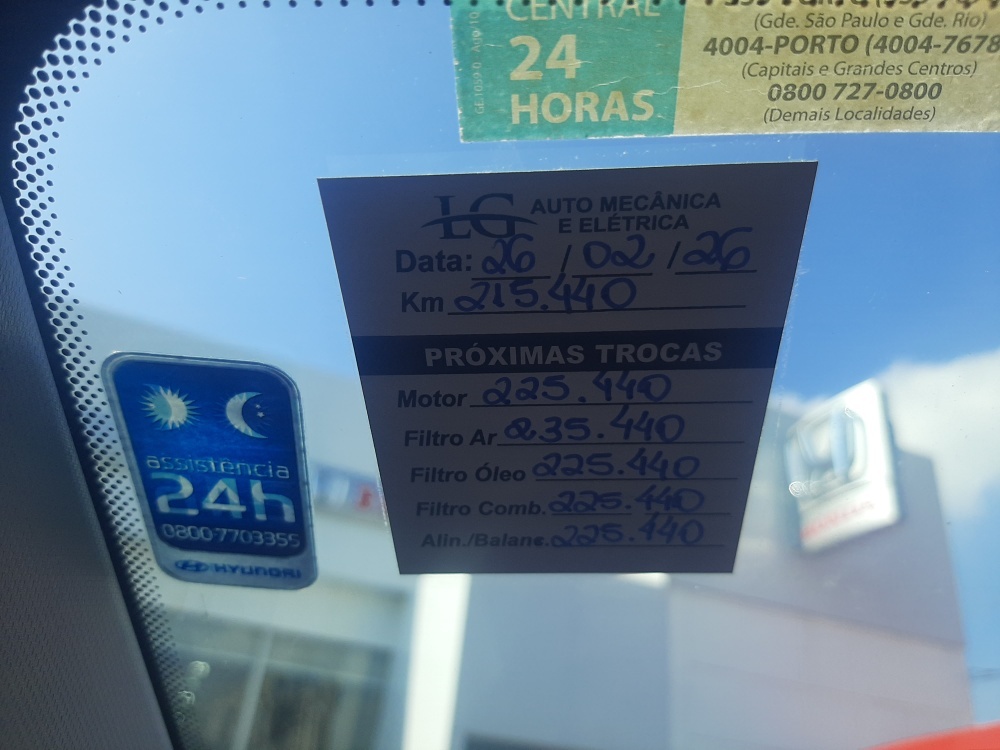 CENTRAL
24
HORAS
GE.1059-0
(Gde. São Paulo e Gde. Rio)
4004-PORTO (4004-7678
(Capitais e Grandes Centros)
0800 727-0800
(Demais Localidades)
LG AUTO MECÂNICA
E ELÉTRICA
Data: 26 / 02 / 26
Km 215.440
PRÓXIMAS TROCAS
Motor 225.440
Filtro Ar 235.440
Filtro Óleo 225.440
Filtro Comb. 225.440
Alin./Balanc. 225.440
assistência
24h
0800-7703355
HYUNDAI